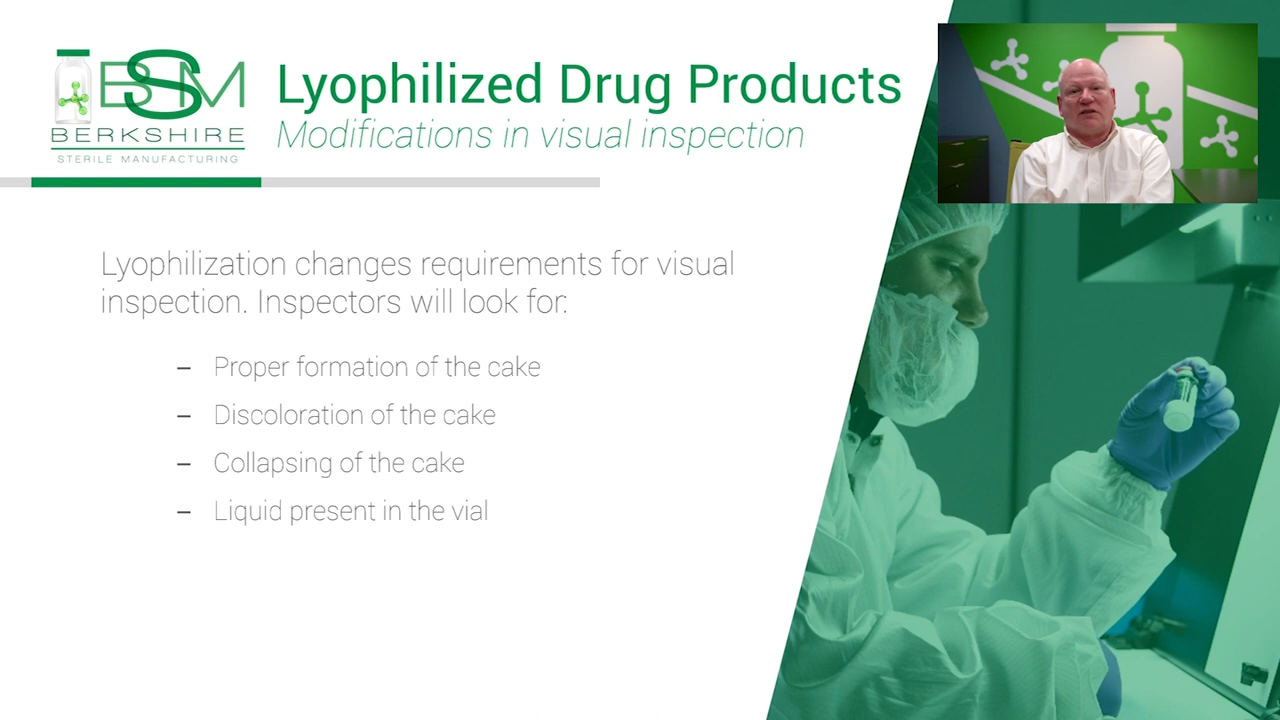 BSM
BERKSHIRE
STERILE MANUFACTURING
Lyophilized Drug Products
Modifications in visual inspection
Lyophilization changes requirements for visual
inspection. Inspectors will look for:
– Proper formation of the cake
– Discoloration of the cake
– Collapsing of the cake
– Liquid present in the vial